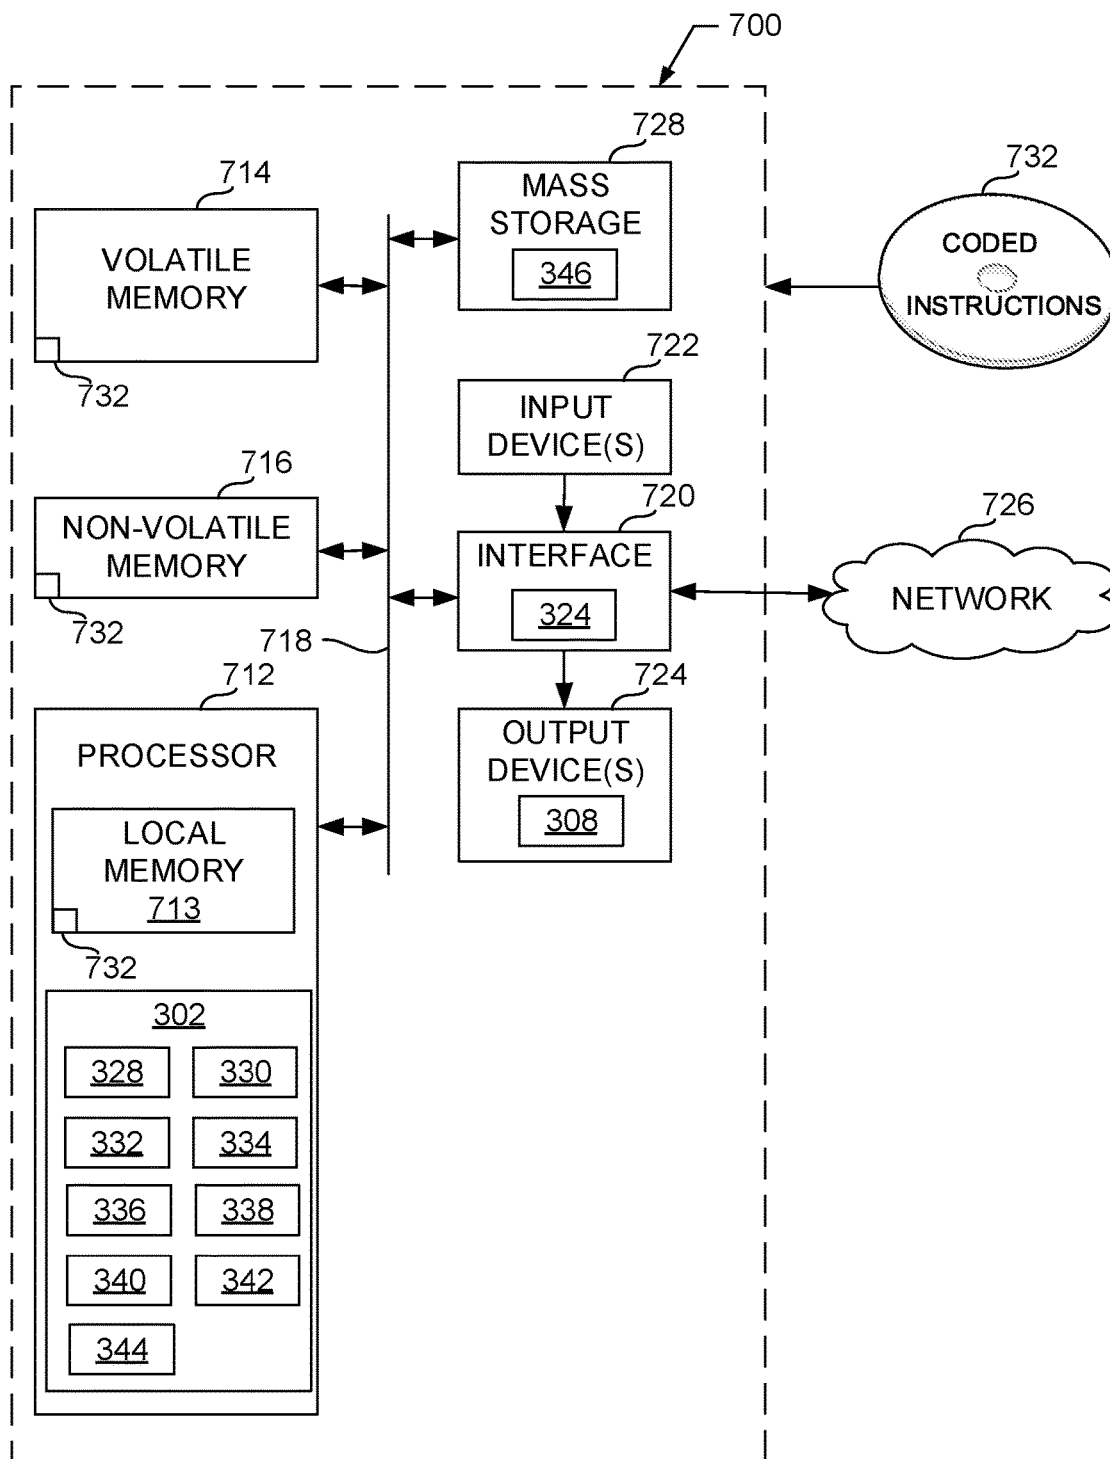 700
728
714
732
MASS
STORAGE
346
VOLATILE
MEMORY
CODED
INSTRUCTIONS
732
722
INPUT
DEVICE(S)
716
720
726
NON-VOLATILE
MEMORY
INTERFACE
324
NETWORK
732
718
712
724
PROCESSOR
OUTPUT
DEVICE(S)
308
LOCAL
MEMORY
713
732
302
328
330
332
334
336
338
340
342
344